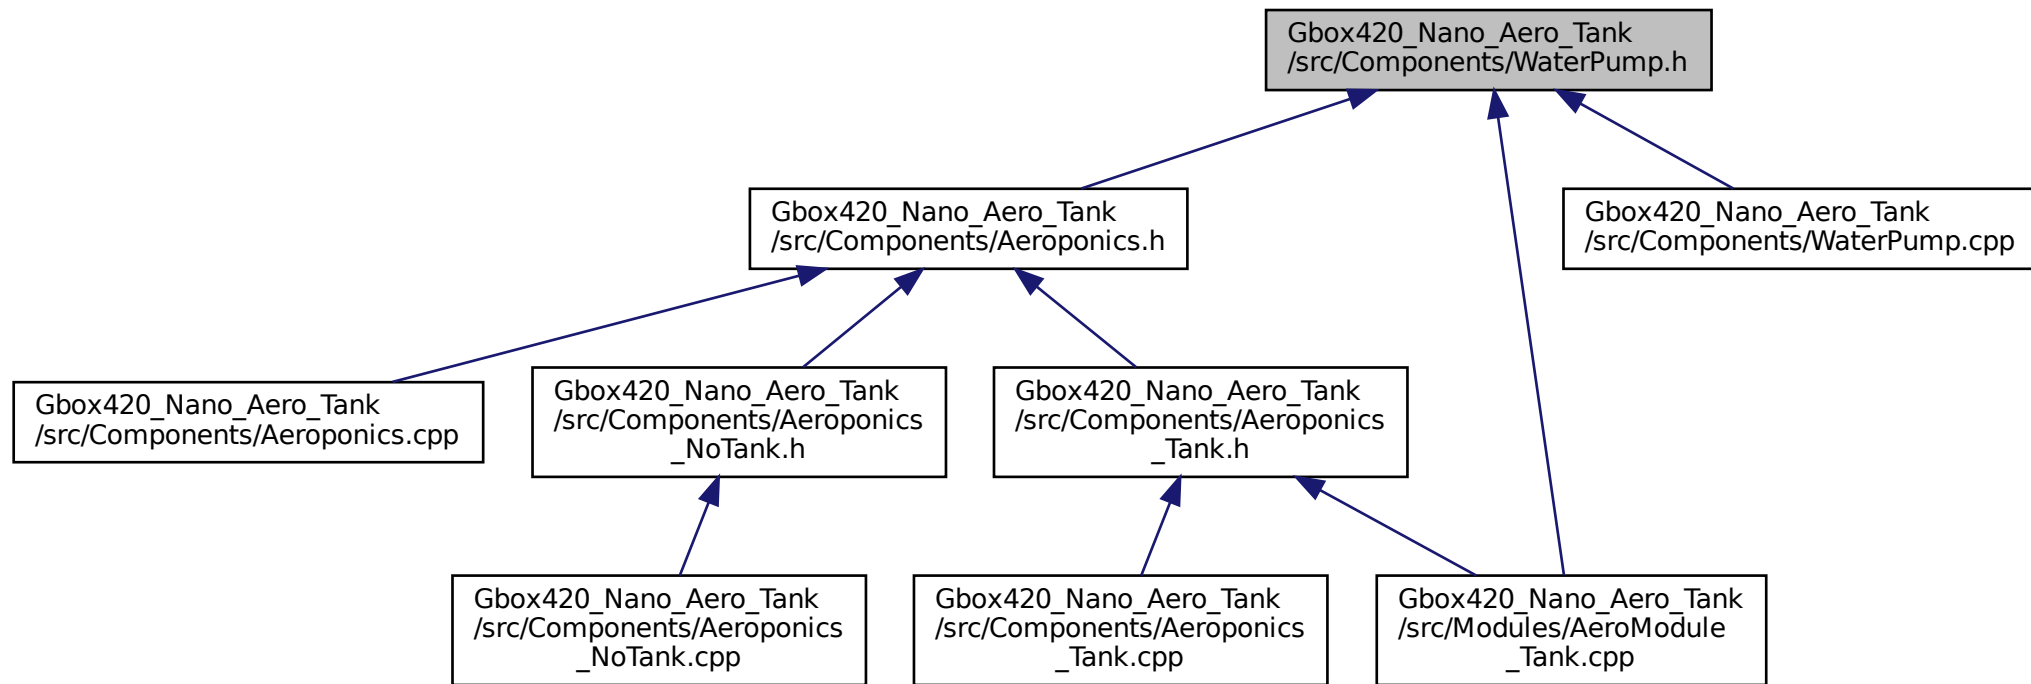 Gbox420_Nano_Aero_Tank
/src/Components/WaterPump.h
Gbox420_Nano_Aero_Tank
/src/Components/Aeroponics.h
Gbox420_Nano_Aero_Tank
/src/Components/WaterPump.cpp
Gbox420_Nano_Aero_Tank
/src/Components/Aeroponics.cpp
Gbox420_Nano_Aero_Tank
/src/Components/Aeroponics
_NoTank.h
Gbox420_Nano_Aero_Tank
/src/Components/Aeroponics
_Tank.h
Gbox420_Nano_Aero_Tank
/src/Components/Aeroponics
_NoTank.cpp
Gbox420_Nano_Aero_Tank
/src/Components/Aeroponics
_Tank.cpp
Gbox420_Nano_Aero_Tank
/src/Modules/AeroModule
_Tank.cpp